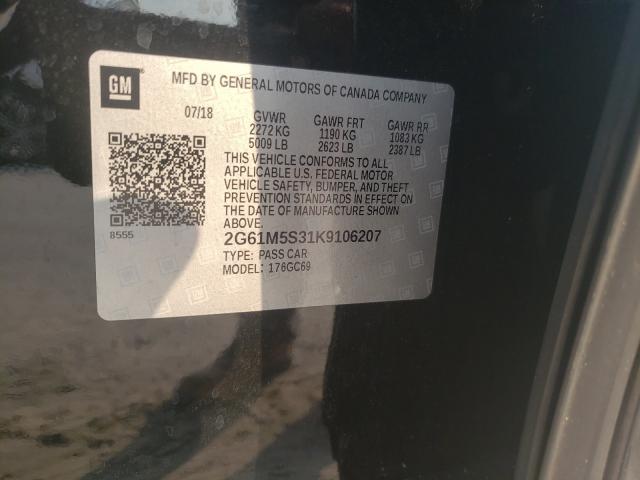 GM
MFD BY GENERAL MOTORS OF CANADA COMPANY
07/18 GVWR GAWR FRT GAWR RR
2272 KG 1190 KG 1083 KG
5009 LB 2623 LB 2387 LB
THIS VEHICLE CONFORMS TO ALL
APPLICABLE U.S. FEDERAL MOTOR
VEHICLE SAFETY, BUMPER, AND THEFT
PREVENTION STANDARDS IN EFFECT ON
THE DATE OF MANUFACTURE SHOWN
ABOVE.
8555
2G61M5S31K9106207
TYPE: PASS CAR
MODEL: 176GC69